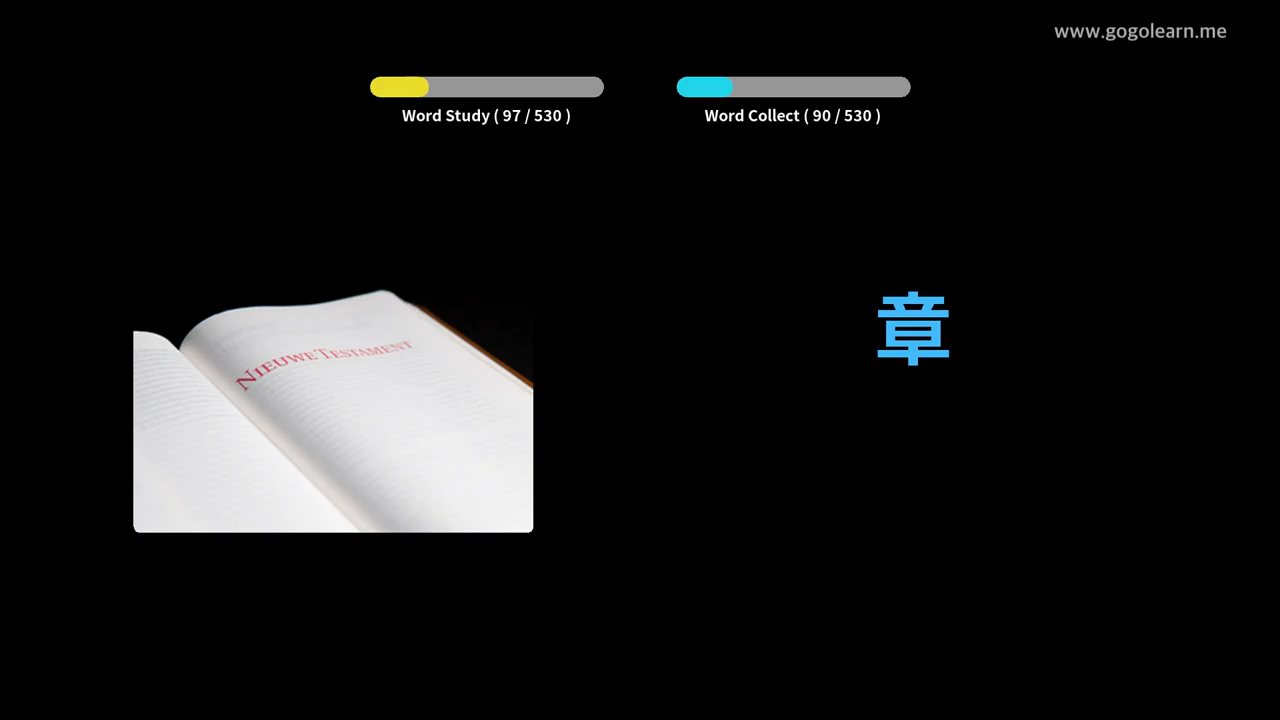 www.gogolearn.me
Word Study ( 97 / 530 )
Word Collect ( 90 / 530 )
NIEUWE TESTAMENT
章